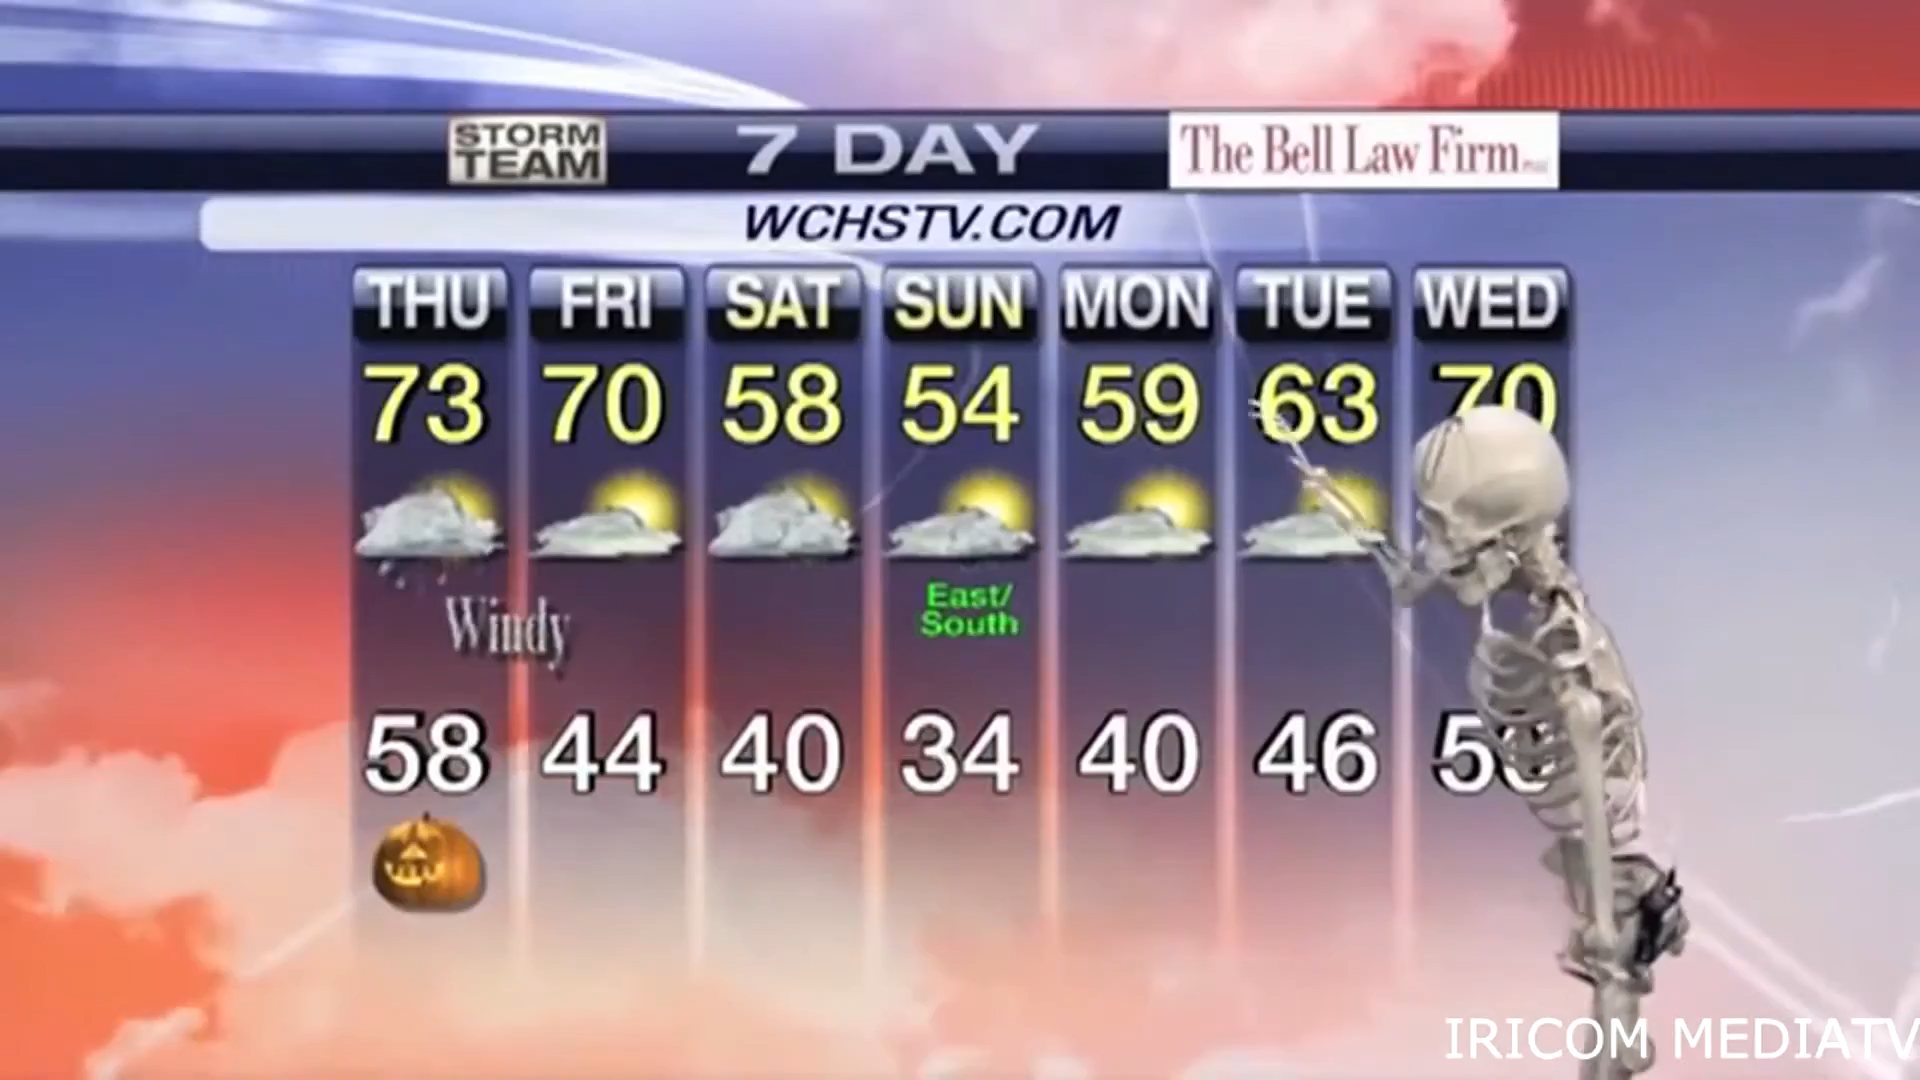 STORM
TEAM
7 DAY
The Bell Law Firm
WCHSTV.COM
THU FRI SAT SUN MON TUE WED
73 70 58 54 59 63 70
East/
South
Windy
58 44 40 34 40 46
IRICOM MEDIATV